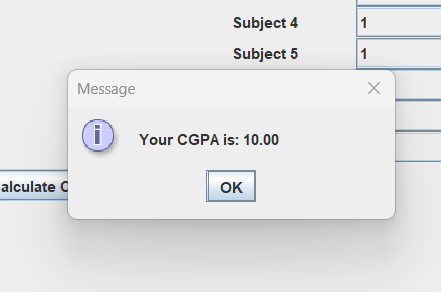 Subject 4 1
Subject 5 1
Message
i
Your CGPA is: 10.00
OK
alculate C